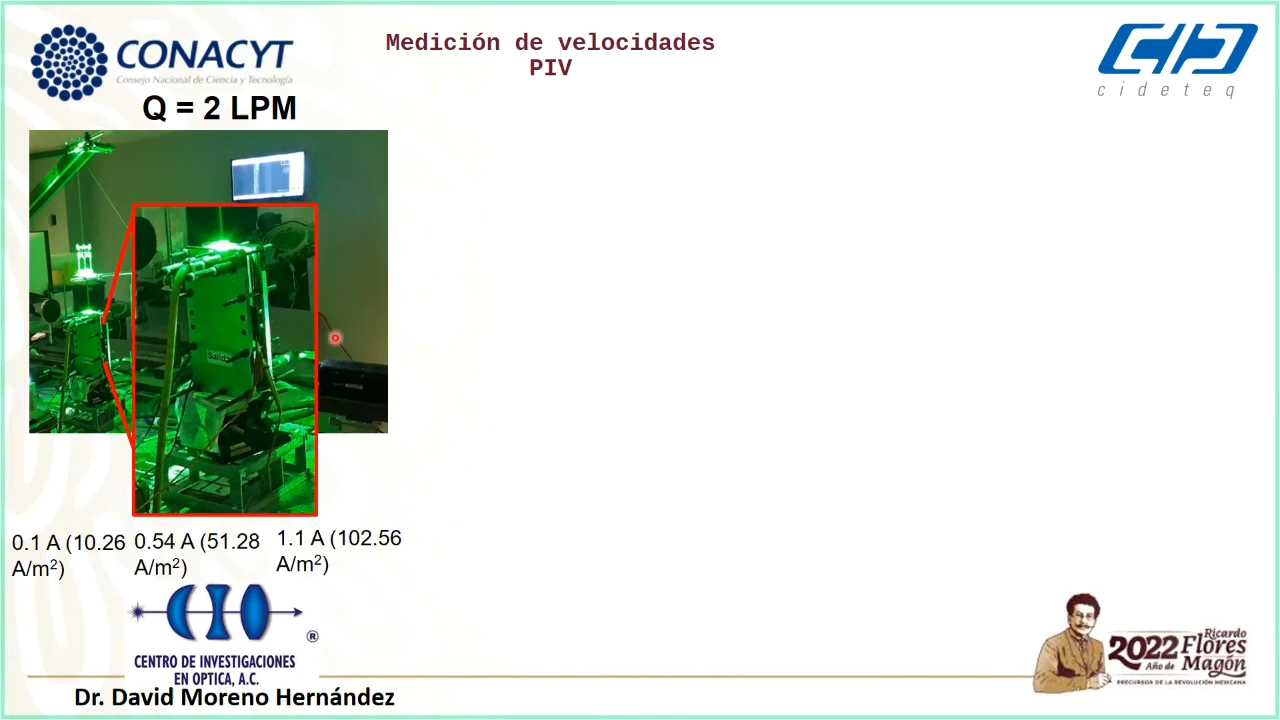 CONACYT
Consejo Nacional de Ciencia y Tecnología
Medición de velocidades
PIV
cideteq
Q = 2 LPM
Salida
0.1 A (10.26
A/m²)
0.54 A (51.28
A/m²)
1.1 A (102.56
A/m²)
®
CENTRO DE INVESTIGACIONES
EN OPTICA, A.C.
Dr. David Moreno Hernández
2022 Ricardo
Flores
Año de Magón
PRECURSOR DE LA REVOLUCIÓN MEXICANA